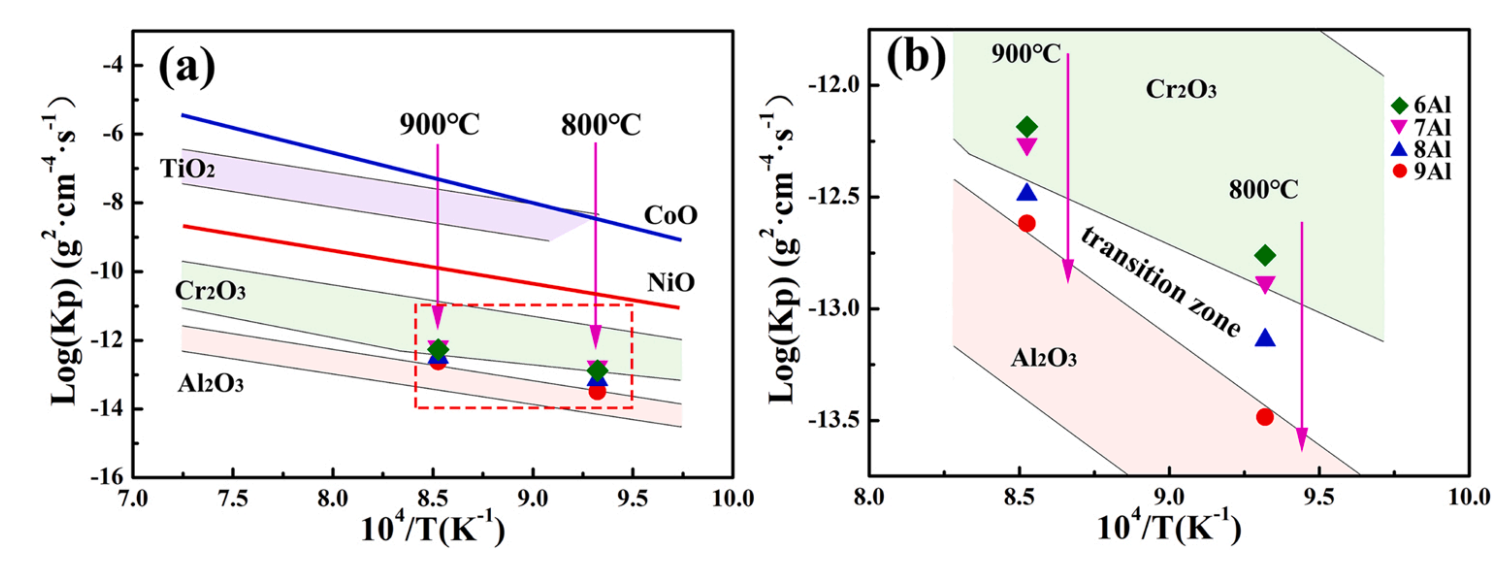 (a)
Log(Kp) (g²·cm⁻⁴·s⁻¹)
-4
-6
-8
-10
-12
-14
-16
900℃
800℃
TiO₂
CoO
NiO
Cr₂O₃
Al₂O₃
7.0 7.5 8.0 8.5 9.0 9.5 10.0
10⁴/T(K⁻¹)
(b)
Log(Kp) (g²·cm⁻⁴·s⁻¹)
-12.0
-12.5
-13.0
-13.5
900℃
Cr₂O₃
6Al
7Al
8Al
9Al
800℃
transition zone
Al₂O₃
8.0 8.5 9.0 9.5 10.0
10⁴/T(K⁻¹)